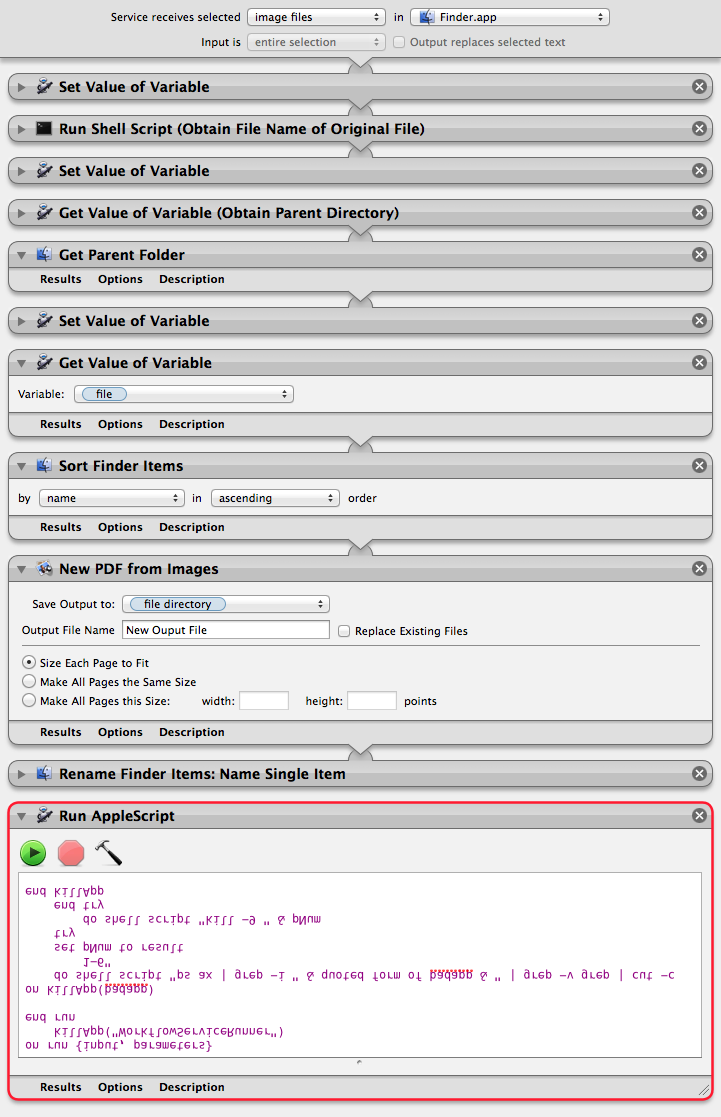 Service receives selected image files in Finder.app
Input is entire selection Output replaces selected text
Set Value of Variable
Run Shell Script (Obtain File Name of Original File)
Set Value of Variable
Get Value of Variable (Obtain Parent Directory)
Get Parent Folder
Results Options Description
Set Value of Variable
Get Value of Variable
Variable: file
Results Options Description
Sort Finder Items
by name in ascending order
Results Options Description
New PDF from Images
Save Output to: file directory
Output File Name New Ouput File Replace Existing Files
Size Each Page to Fit
Make All Pages the Same Size
Make All Pages this Size: width: height: points
Results Options Description
Rename Finder Items: Name Single Item
Run AppleScript
on run {input, parameters}
killApp("WorkflowServiceRunner")
end run
on killApp(badapp)
do shell script "ps ax | grep -i " & quoted form of badapp & " | grep -v grep | cut -c
1-6"
set pNum to result
try
do shell script "kill -9 " & pNum
end try
end killApp
Results Options Description